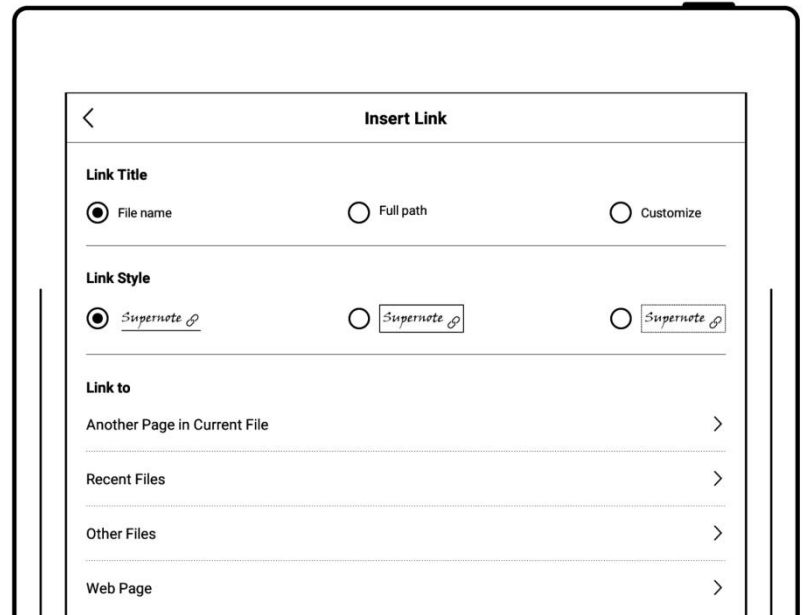 Insert Link
Link Title
File name Full path Customize
Link Style
Supernote Supernote Supernote
Link to
Another Page in Current File
Recent Files
Other Files
Web Page